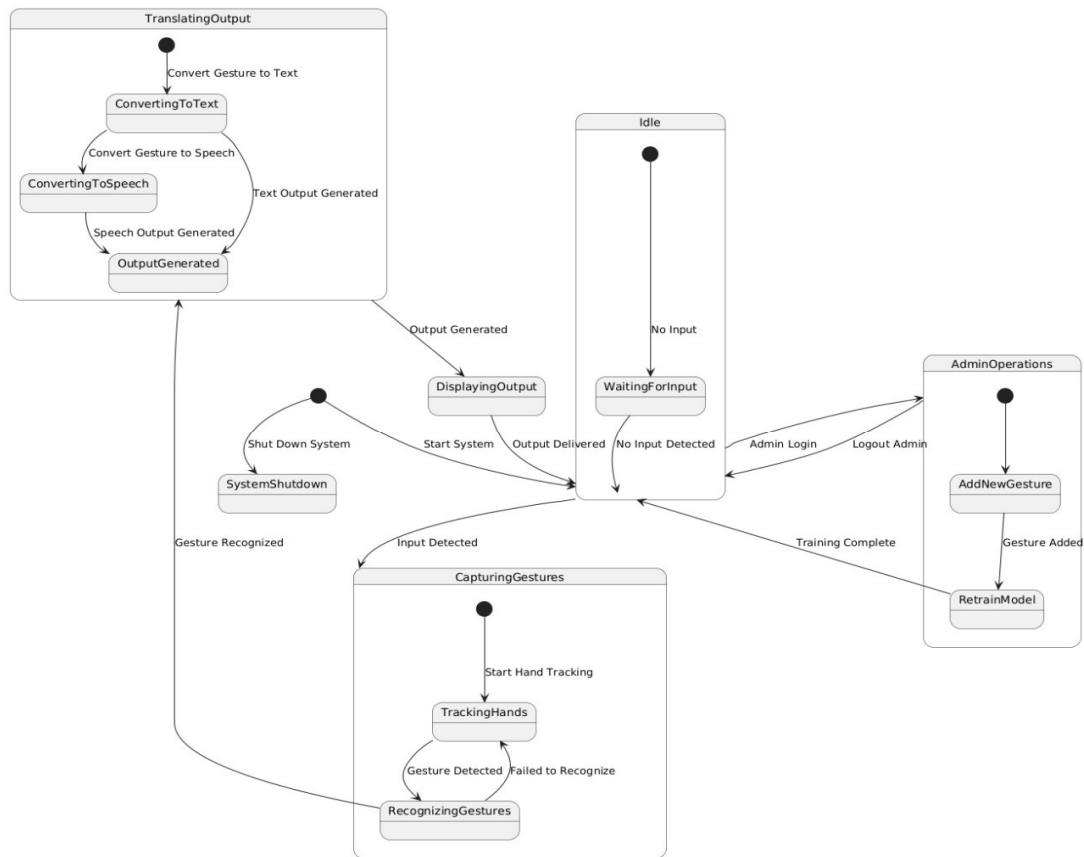 TranslatingOutput
Convert Gesture to Text
ConvertingToText
Convert Gesture to Speech
ConvertingToSpeech
Text Output Generated
Speech Output Generated
OutputGenerated
Idle
No Input
WaitingForInput
No Input Detected
Output Generated
DisplayingOutput
Output Delivered
Start System
Shut Down System
SystemShutdown
Admin Login
Logout Admin
AdminOperations
AddNewGesture
Gesture Added
RetrainModel
Training Complete
Gesture Recognized
Input Detected
CapturingGestures
Start Hand Tracking
TrackingHands
Gesture Detected
Failed to Recognize
RecognizingGestures